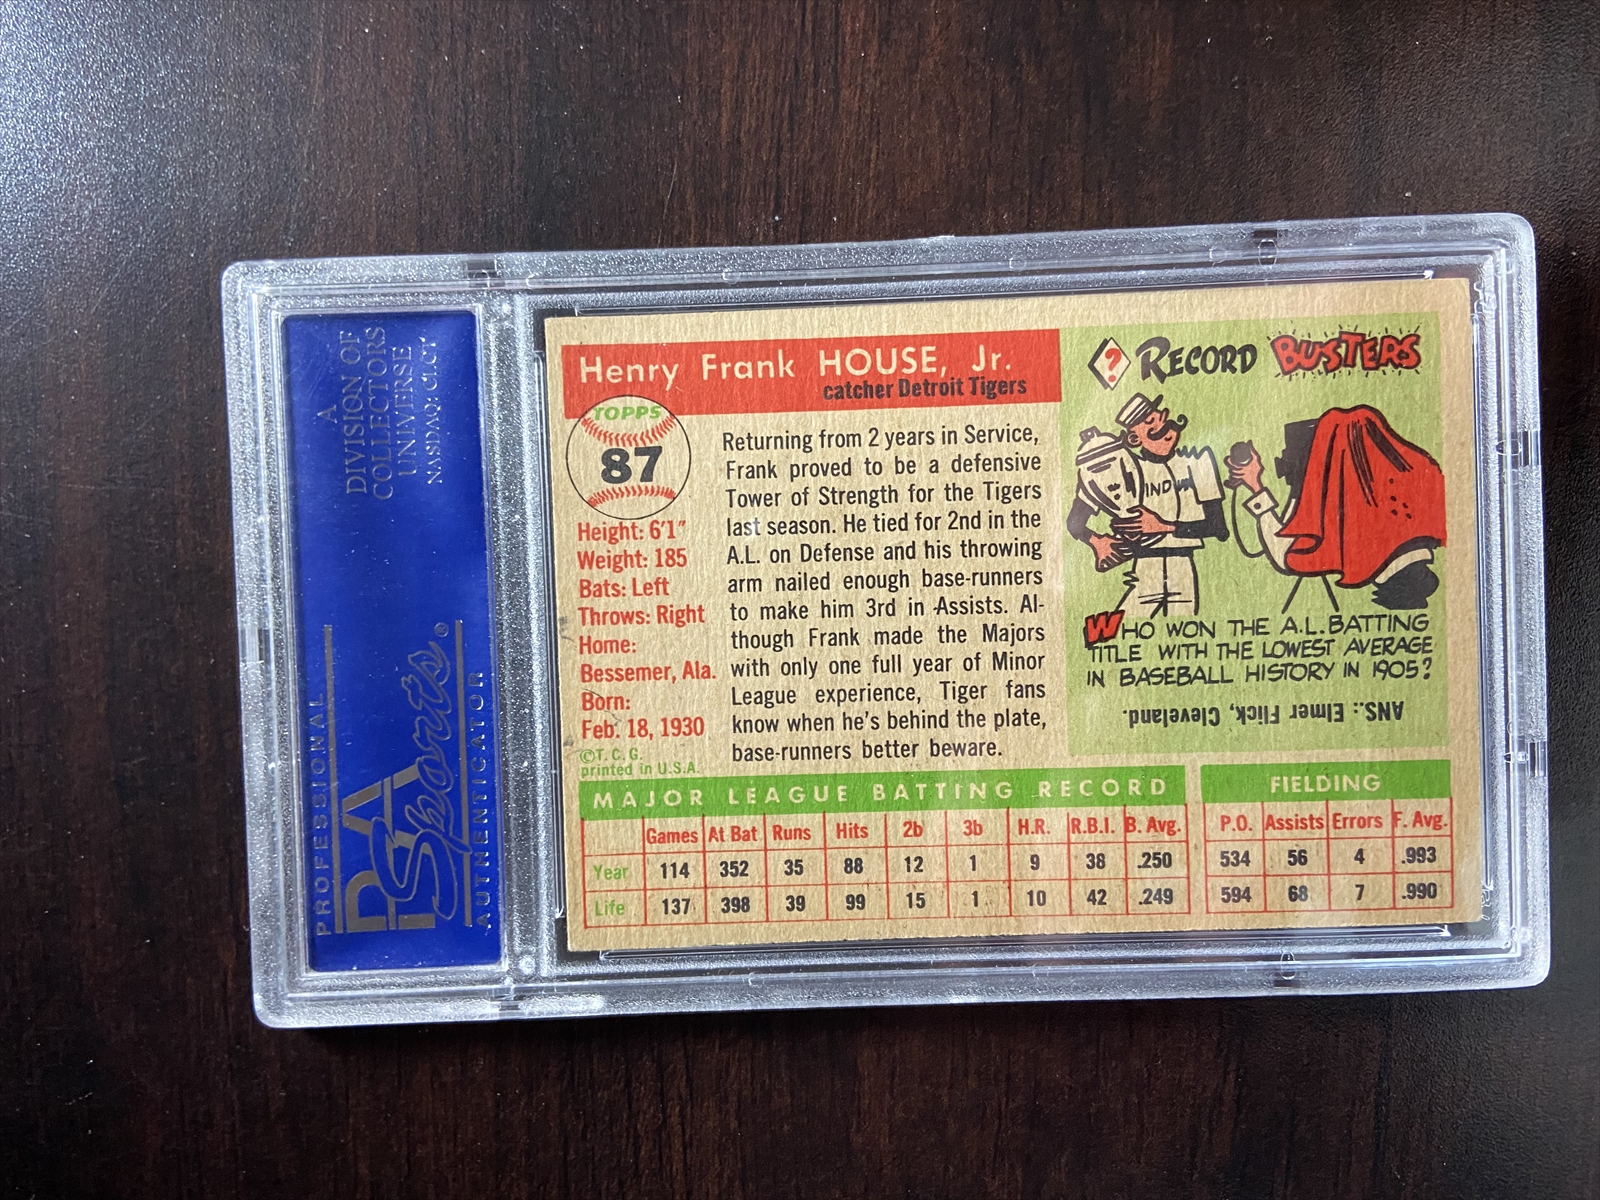 A
DIVISION OF
COLLECTORS
UNIVERSE
NASDAQ: CLCT
PROFESSIONAL
PSA
Sports®
AUTHENTICATOR
Henry Frank HOUSE, Jr.
catcher Detroit Tigers
TOPPS
87
Height: 6'1"
Weight: 185
Bats: Left
Throws: Right
Home:
Bessemer, Ala.
Born:
Feb. 18, 1930
©T.C.G.
printed in U.S.A.
Returning from 2 years in Service,
Frank proved to be a defensive
Tower of Strength for the Tigers
last season. He tied for 2nd in the
A.L. on Defense and his throwing
arm nailed enough base-runners
to make him 3rd in Assists. Al-
though Frank made the Majors
with only one full year of Minor
League experience, Tiger fans
know when he's behind the plate,
base-runners better beware.
? RECORD BUSTERS
IND
WHO WON THE A.L. BATTING
TITLE WITH THE LOWEST AVERAGE
IN BASEBALL HISTORY IN 1905?
ANS.: Elmer Flick, Cleveland.
MAJOR LEAGUE BATTING RECORD FIELDING
Games At Bat Runs Hits 2b 3b H.R. R.B.I. B. Avg. P.O. Assists Errors F. Avg.
Year 114 352 35 88 12 1 9 38 .250 534 56 4 .993
Life 137 398 39 99 15 1 10 42 .249 594 68 7 .990